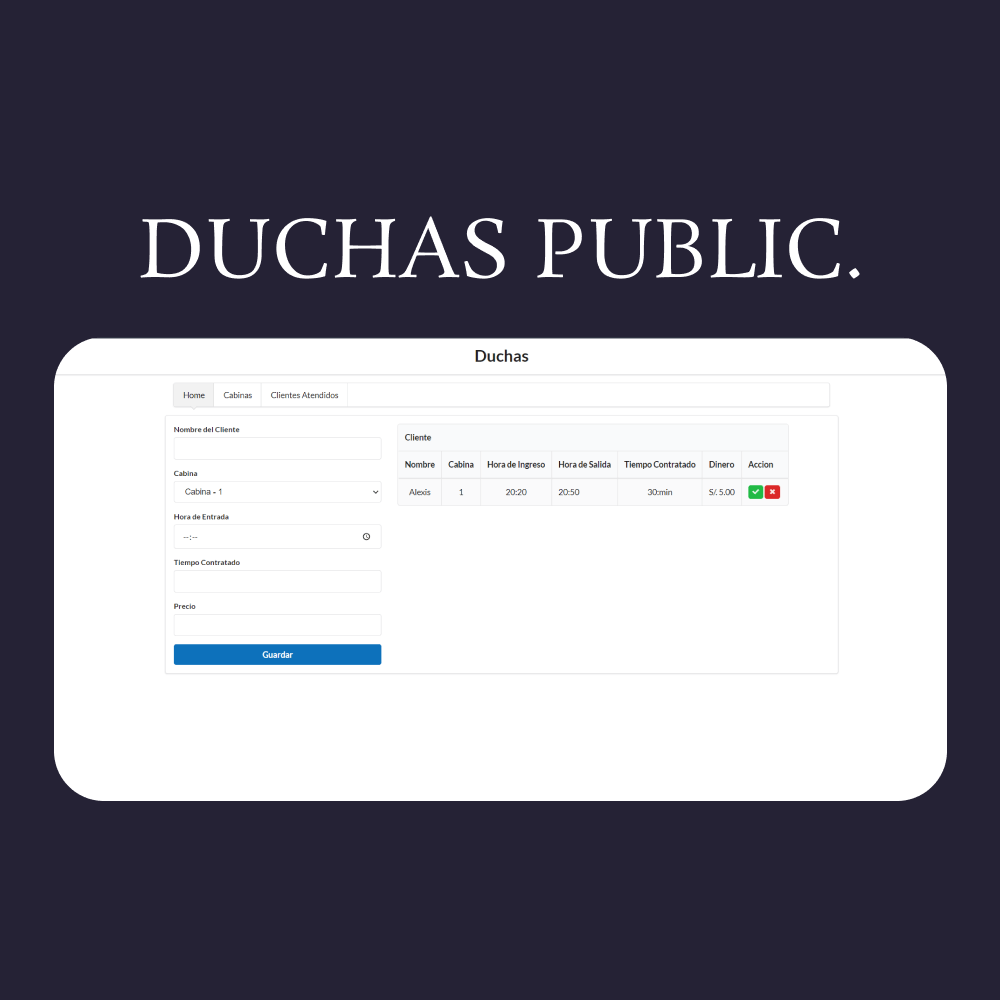 DUCHAS PUBLIC.
Duchas
Home Cabinas Clientes Atendidos
Nombre del Cliente
Cabina
Cabina - 1
Hora de Entrada
--:--
Tiempo Contratado
Precio
Guardar
Cliente
Nombre Cabina Hora de Ingreso Hora de Salida Tiempo Contratado Dinero Accion
Alexis 1 20:20 20:50 30:min S/. 5.00